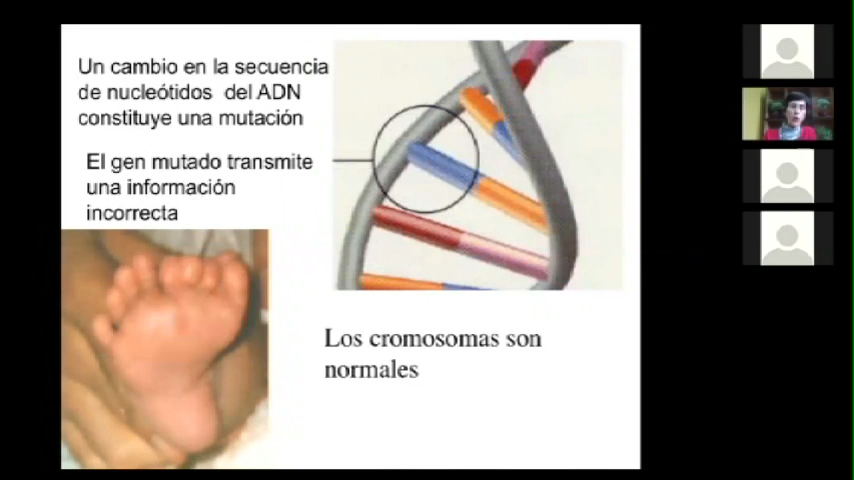 Un cambio en la secuencia
de nucleótidos del ADN
constituye una mutación
El gen mutado transmite
una información
incorrecta
Los cromosomas son
normales